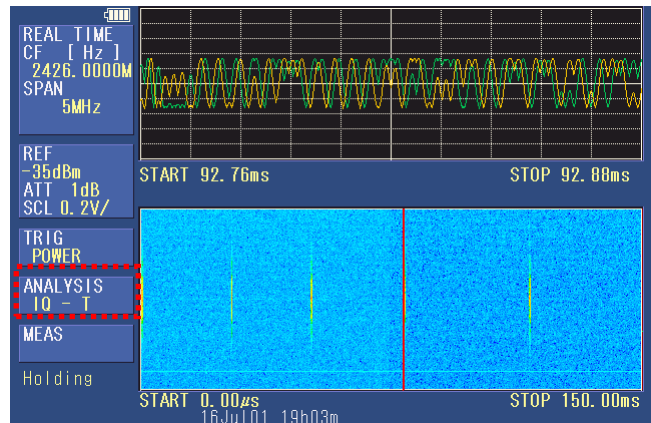 REAL TIME
CF [ Hz ]
2426.0000M
SPAN
5MHz
REF
-35dBm
ATT 1dB
SCL 0.2V/
TRIG
POWER
ANALYSIS
IQ - T
MEAS
Holding
START 92.76ms STOP 92.88ms
START 0.00µs STOP 150.00ms
16Jul01 19h03m